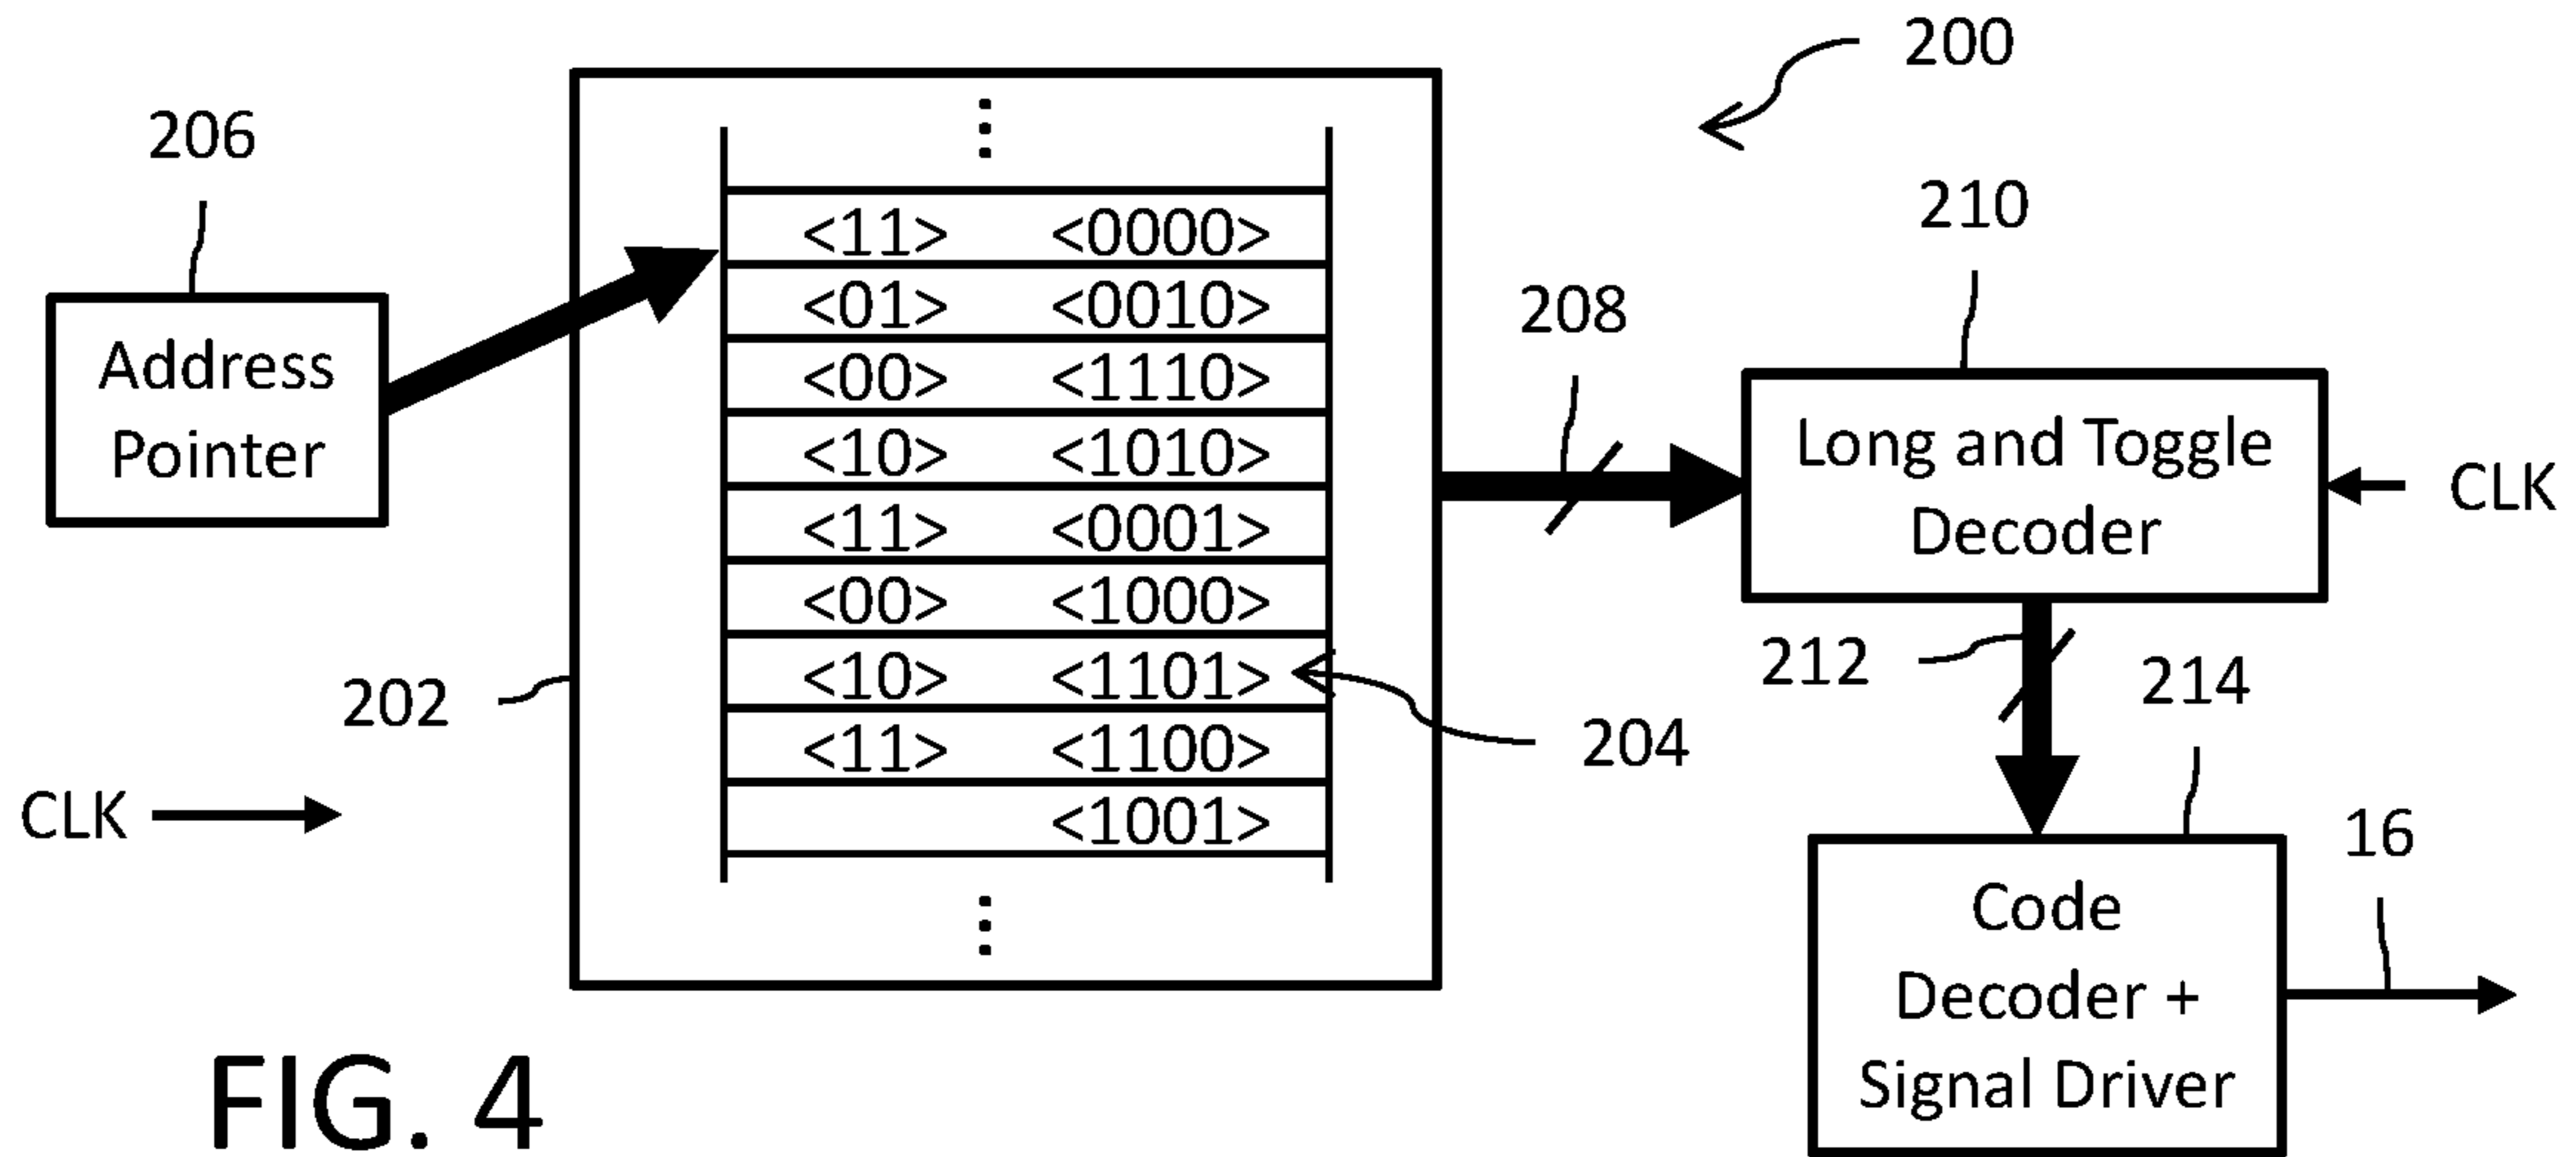 200
206
210
<11> <0000>
<01> <0010>
<00> <1110>
<10> <1010>
<11> <0001>
<00> <1000>
<10> <1101>
<11> <1100>
<1001>
Address
Pointer
208
Long and Toggle
Decoder
CLK
202
204
212
214
CLK
16
Code
Decoder +
Signal Driver
FIG. 4